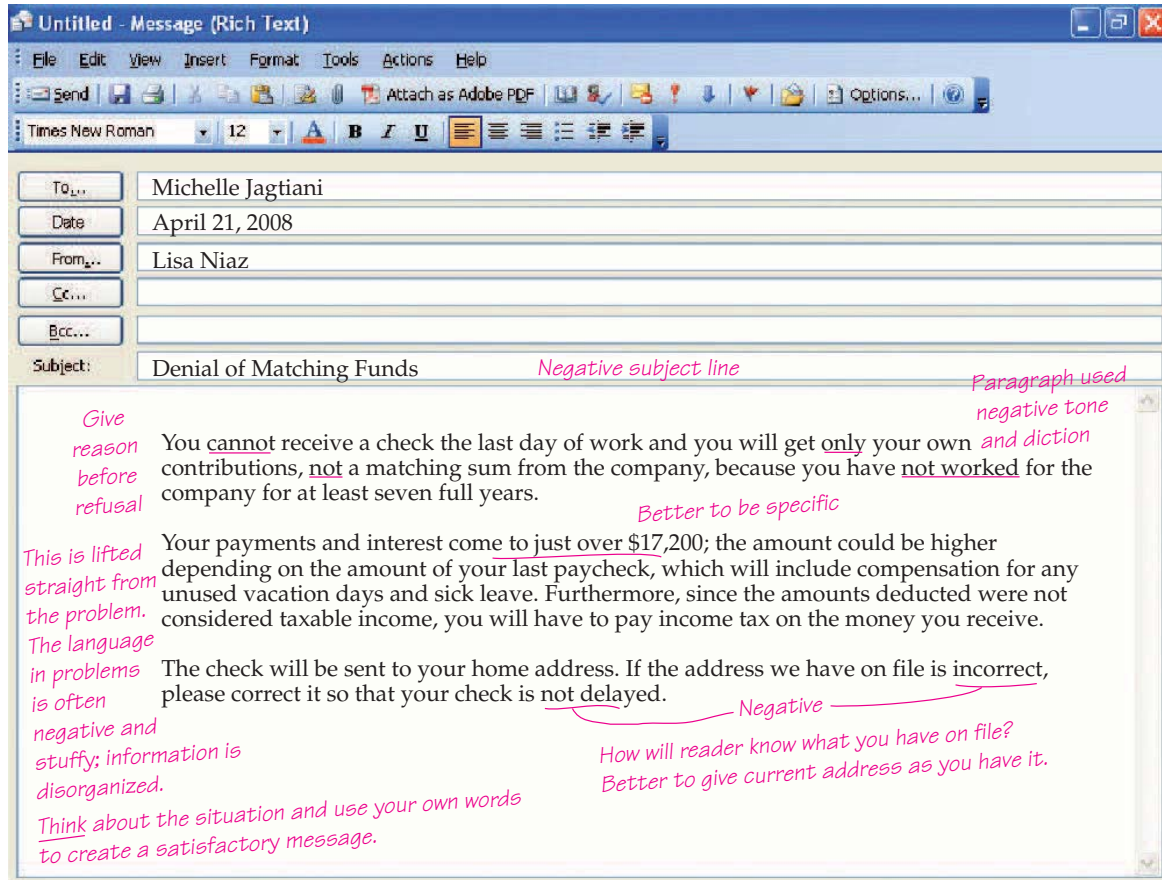 Untitled - Message (Rich Text)
File Edit View Insert Format Tools Actions Help
Send Attach as Adobe PDF Options...
Times New Roman 12 A B I U
To... Michelle Jagtiani
Date April 21, 2008
From... Lisa Niaz
Cc...
Bcc...
Subject: Denial of Matching Funds Negative subject line
Paragraph used
negative tone
and diction
Give
reason
before
refusal
You cannot receive a check the last day of work and you will get only your own
contributions, not a matching sum from the company, because you have not worked for the
company for at least seven full years.
Better to be specific
This is lifted
straight from
the problem.
The language
in problems
is often
negative and
stuffy; information is
disorganized.
Think about the situation and use your own words
to create a satisfactory message.
Your payments and interest come to just over $17,200; the amount could be higher
depending on the amount of your last paycheck, which will include compensation for any
unused vacation days and sick leave. Furthermore, since the amounts deducted were not
considered taxable income, you will have to pay income tax on the money you receive.
The check will be sent to your home address. If the address we have on file is incorrect,
please correct it so that your check is not delayed.
Negative
How will reader know what you have on file?
Better to give current address as you have it.